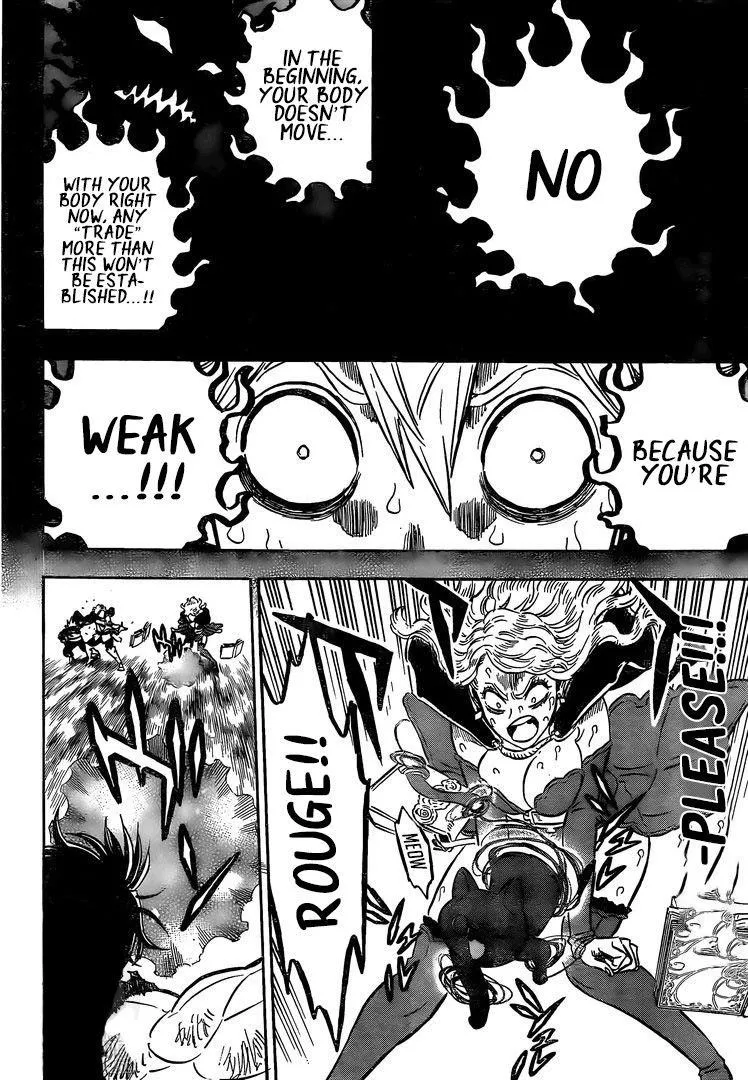 NO
IN THE
BEGINNING,
YOUR BODY
DOESN'T
MOVE...
WITH YOUR
BODY RIGHT
NOW, ANY
"TRADE"
MORE THAN
THIS WON'T
BE ESTA-
BLISHED...!!
BECAUSE
YOU'RE
WEAK
...!!!
-PLEASE!!!
MEOW
ROUGE!!